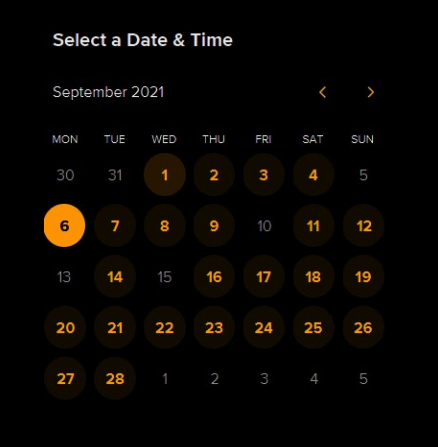 Select a Date & Time
September 2021
MON TUE WED THU FRI SAT SUN
30 31 1 2 3 4 5
6 7 8 9 10 11 12
13 14 15 16 17 18 19
20 21 22 23 24 25 26
27 28 1 2 3 4 5